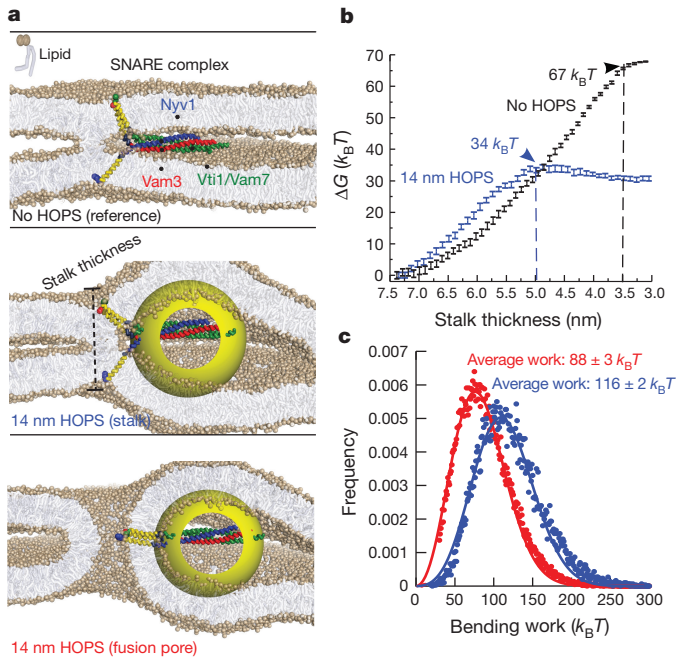 a
Lipid
SNARE complex
Nyv1
Vam3
Vti1/Vam7
No HOPS (reference)
Stalk thickness
14 nm HOPS (stalk)
14 nm HOPS (fusion pore)
b
70
60
50
40
30
20
10
0
ΔG (kBT)
67 kBT
No HOPS
34 kBT
14 nm HOPS
7.5 7.0 6.5 6.0 5.5 5.0 4.5 4.0 3.5 3.0
Stalk thickness (nm)
c
Average work: 88 ± 3 kBT
Average work: 116 ± 2 kBT
0.007
0.006
0.005
0.004
0.003
0.002
0.001
0
Frequency
50 100 150 200 250 300
Bending work (kBT)